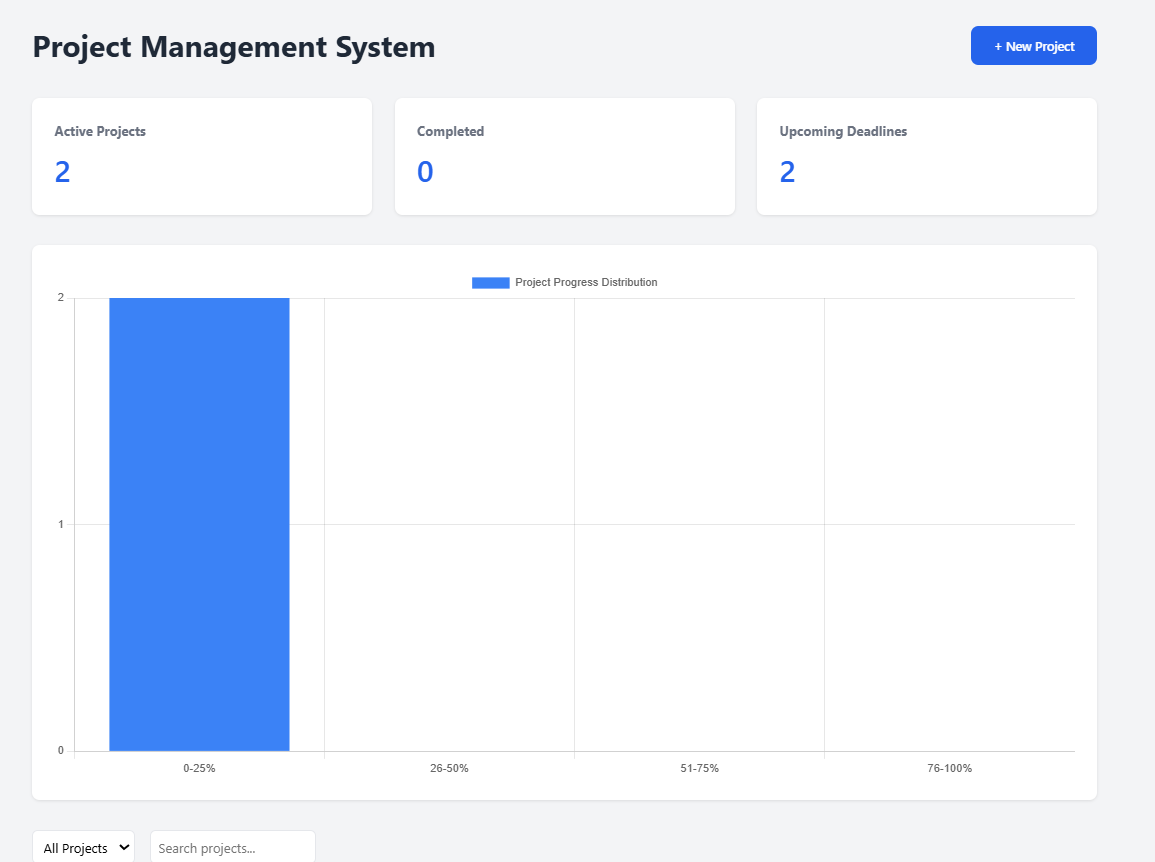 Project Management System
+ New Project
Active Projects
2
Completed
0
Upcoming Deadlines
2
Project Progress Distribution
2
1
0
0-25%
26-50%
51-75%
76-100%
All Projects
Search projects...